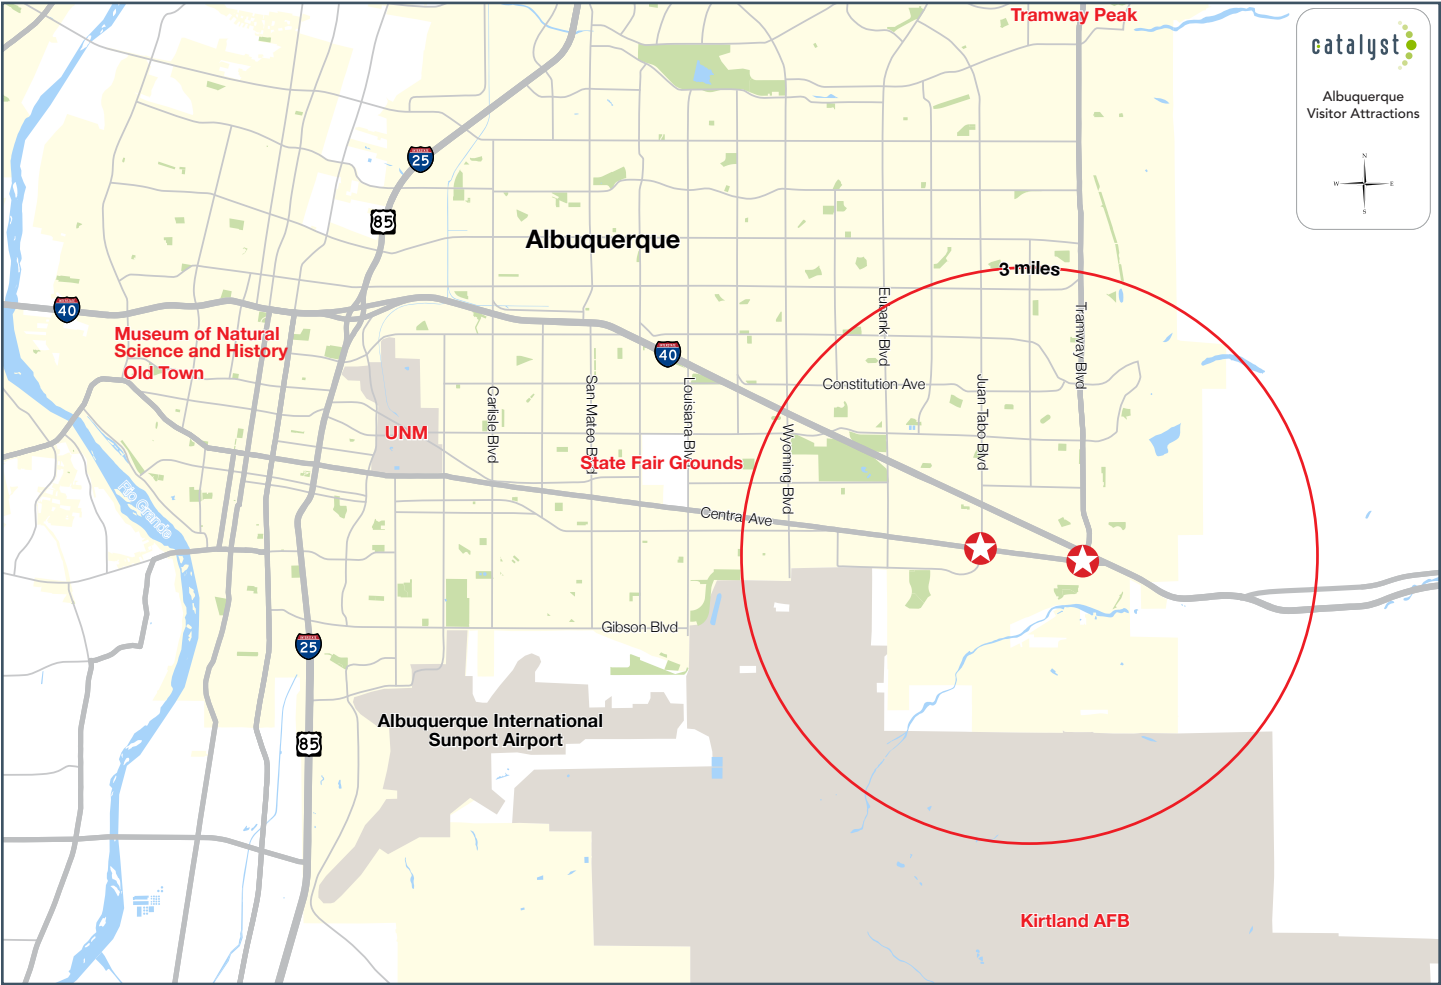 Tramway Peak
catalyst
Albuquerque
Visitor Attractions
N
W
E
S
25
85
Albuquerque
3 miles
40
Museum of Natural
Science and History
Old Town
40
Eubank Blvd
Tramway Blvd
Constitution Ave
Juan Tabo Blvd
Carlisle Blvd
San Mateo Blvd
Louisiana Blvd
Wyoming Blvd
UNM
State Fair Grounds
Central Ave
Rio Grande
Gibson Blvd
25
Albuquerque International
Sunport Airport
85
Kirtland AFB